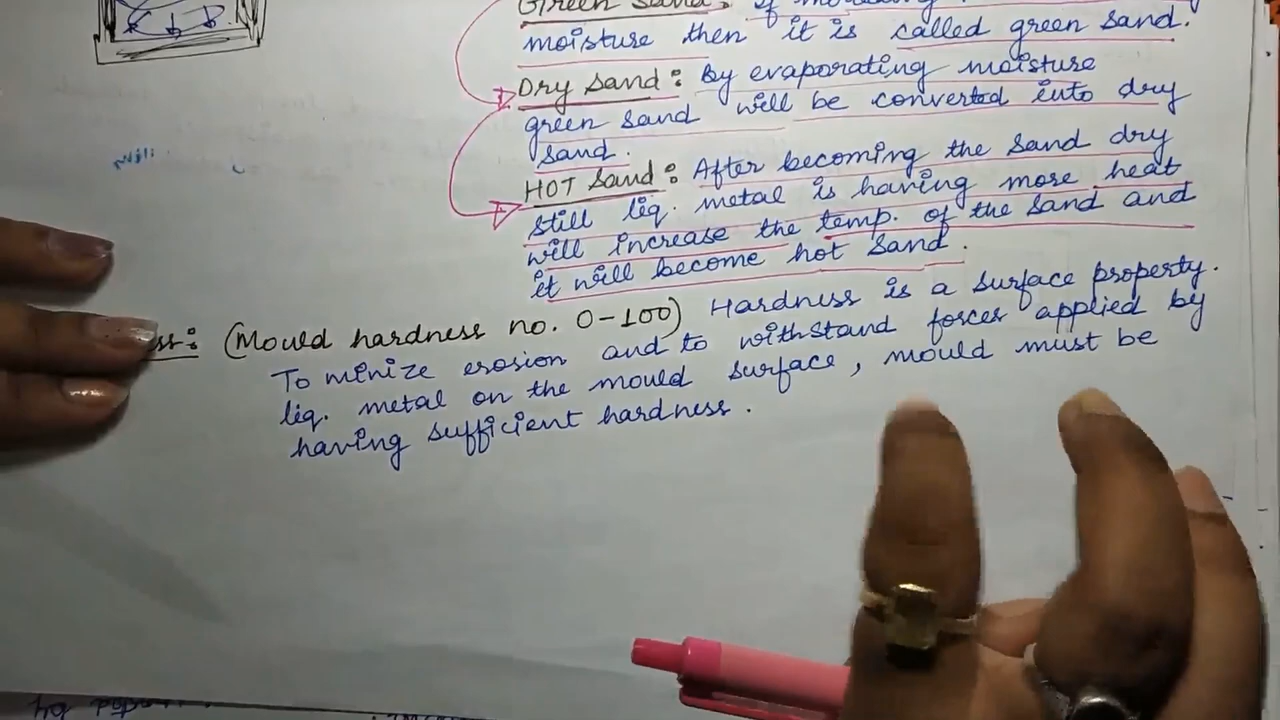 Green Sand: If
moisture then it is called green sand.
Dry Sand: By evaporating moisture
green sand will be converted into dry
sand.
HOT Sand: After becoming the sand dry
still liq. metal is having more heat
will increase the temp. of the sand and
it will become hot sand.
(Mould hardness no. 0-100) Hardness is a surface property.
To minize erosion and to withstand forces applied by
liq. metal on the mould surface, mould must be
having sufficient hardness.